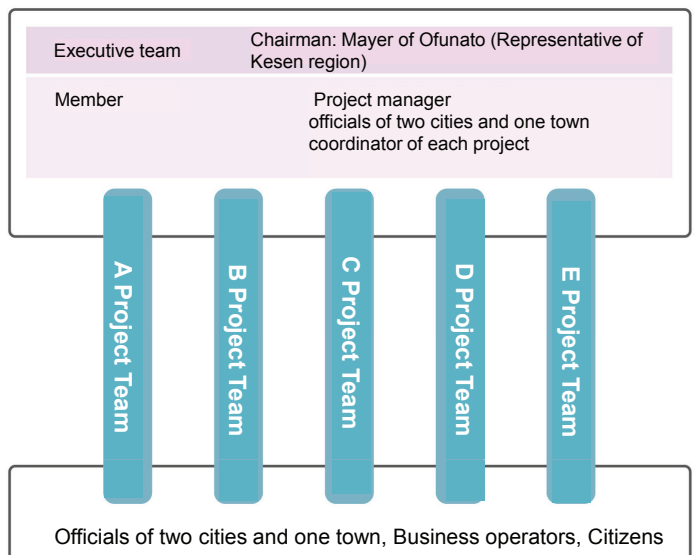 Executive team
Chairman: Mayer of Ofunato (Representative of
Kesen region)
Member
Project manager
officials of two cities and one town
coordinator of each project
A Project Team
B Project Team
C Project Team
D Project Team
E Project Team
Officials of two cities and one town, Business operators, Citizens